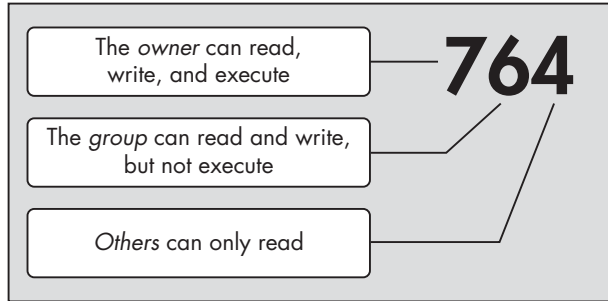 The owner can read,
write, and execute
764
The group can read and write,
but not execute
Others can only read